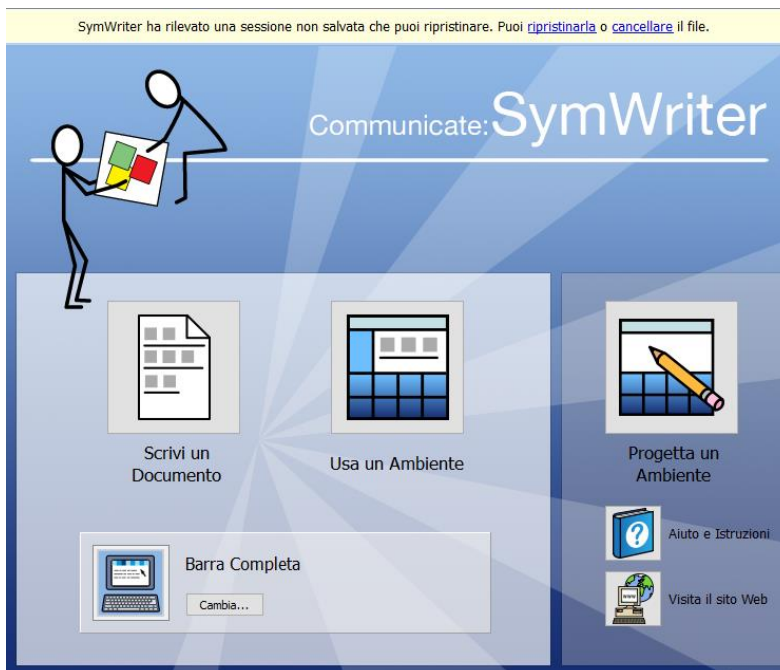 SymWriter ha rilevato una sessione non salvata che puoi ripristinare. Puoi ripristinarla o cancellare il file.
Communicate: SymWriter
Scrivi un
Documento
Usa un Ambiente
Progetta un
Ambiente
Aiuto e Istruzioni
Barra Completa
Cambia...
www
Visita il sito Web